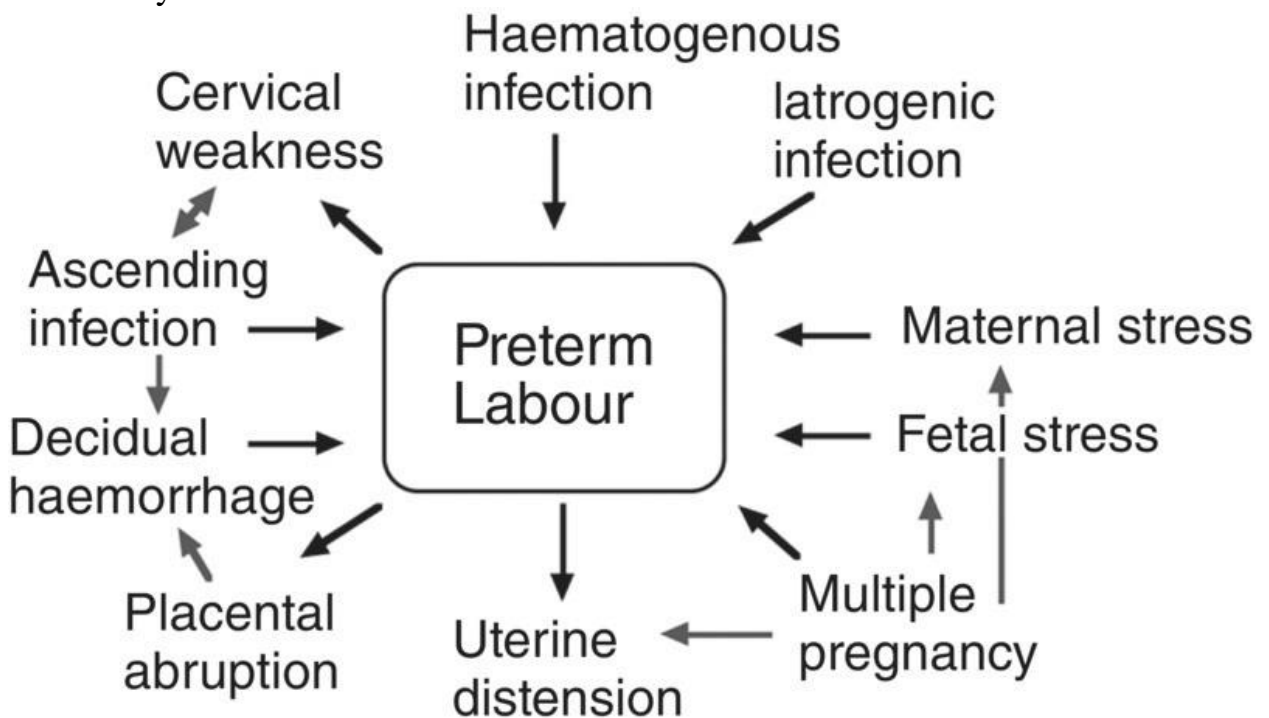 Haematogenous
infection
Cervical
weakness
Iatrogenic
infection
Ascending
infection
Preterm
Labour
Maternal stress
Fetal stress
Decidual
haemorrhage
Placental
abruption
Uterine
distension
Multiple
pregnancy